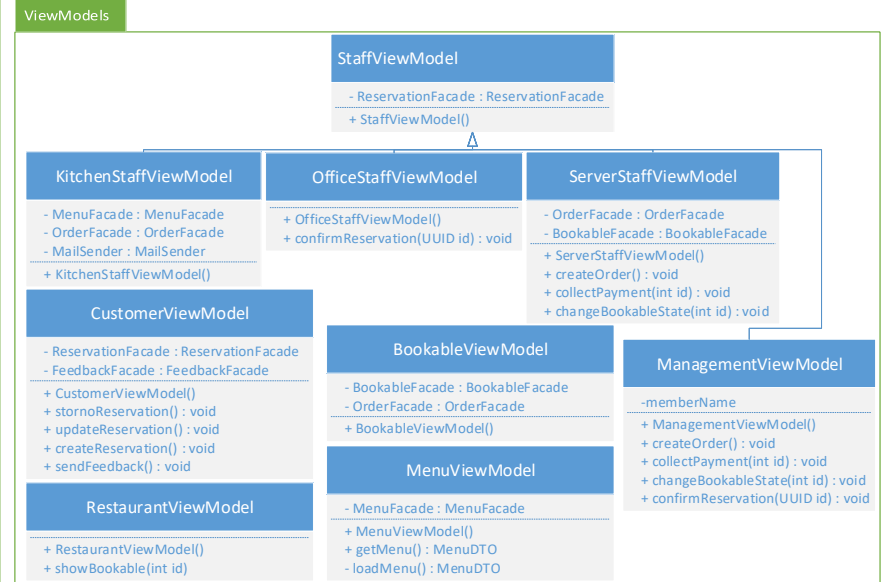 ViewModels
StaffViewModel
- ReservationFacade : ReservationFacade
+ StaffViewModel()
KitchenStaffViewModel
- MenuFacade : MenuFacade
- OrderFacade : OrderFacade
- MailSender : MailSender
+ KitchenStaffViewModel()
OfficeStaffViewModel
+ OfficeStaffViewModel()
+ confirmReservation(UUID id) : void
ServerStaffViewModel
- OrderFacade : OrderFacade
- BookableFacade : BookableFacade
+ ServerStaffViewModel()
+ createOrder() : void
+ collectPayment(int id) : void
+ changeBookableState(int id) : void
CustomerViewModel
- ReservationFacade : ReservationFacade
- FeedbackFacade : FeedbackFacade
+ CustomerViewModel()
+ stornoReservation() : void
+ updateReservation() : void
+ createReservation() : void
+ sendFeedback() : void
BookableViewModel
- BookableFacade : BookableFacade
- OrderFacade : OrderFacade
+ BookableViewModel()
ManagementViewModel
-memberName
+ ManagementViewModel()
+ createOrder() : void
+ collectPayment(int id) : void
+ changeBookableState(int id) : void
+ confirmReservation(UUID id) : void
RestaurantViewModel
+ RestaurantViewModel()
+ showBookable(int id)
MenuViewModel
- MenuFacade : MenuFacade
+ MenuViewModel()
+ getMenu() : MenuDTO
- loadMenu() : MenuDTO